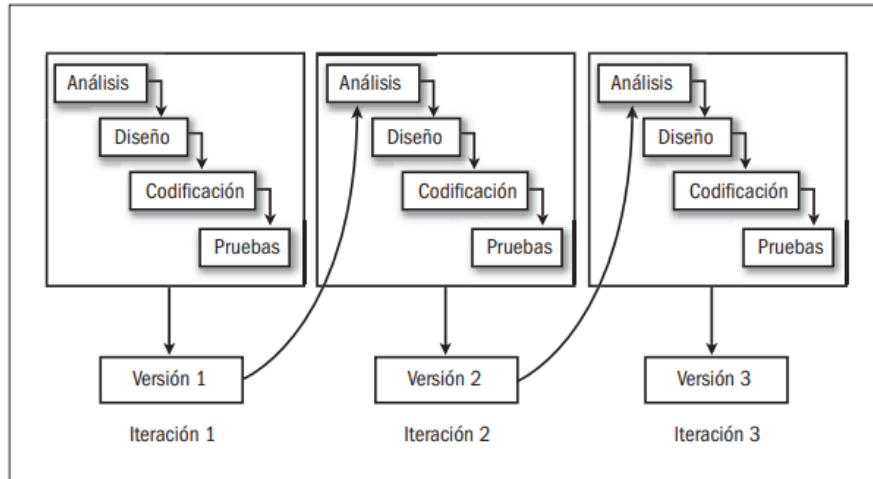 Análisis
Diseño
Codificación
Pruebas
Versión 1
Iteración 1
Análisis
Diseño
Codificación
Pruebas
Versión 2
Iteración 2
Análisis
Diseño
Codificación
Pruebas
Versión 3
Iteración 3